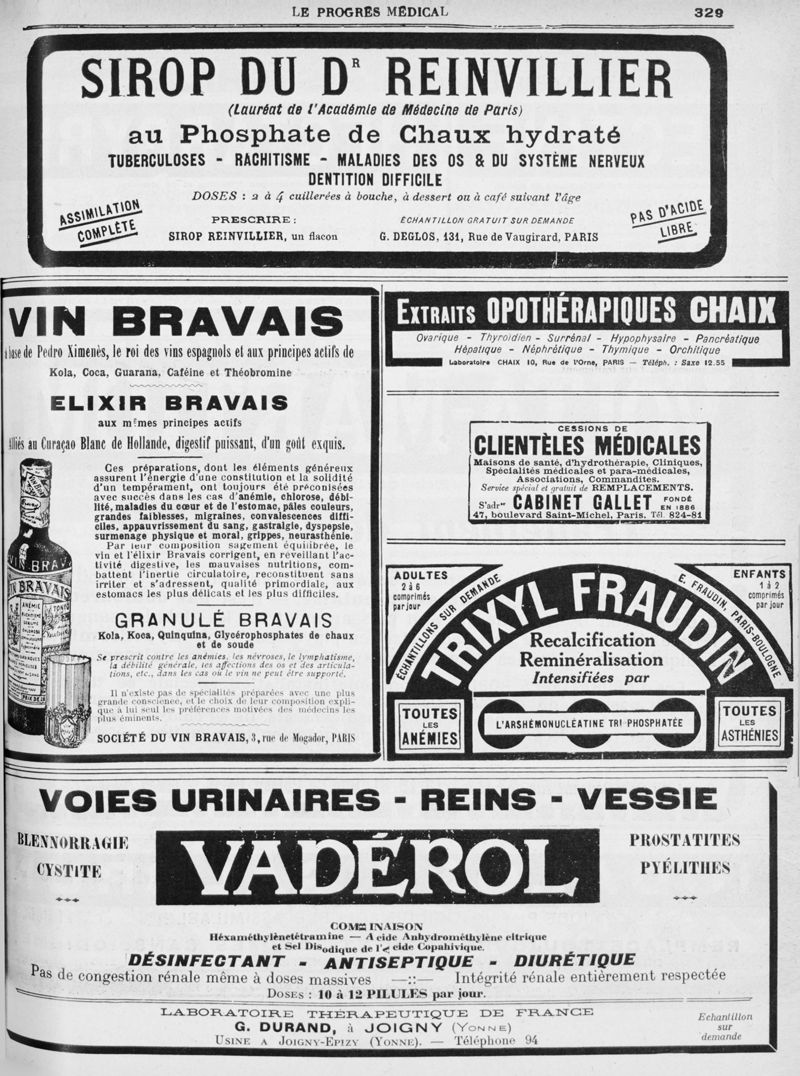 LE PROGRÈS MÉDICAL
329
SIROP DU DR REINVILLIER
(Lauréat de l'Académie de Médecine de Paris)
au Phosphate de Chaux hydraté
TUBERCULOSES - RACHITISME - MALADIES DES OS & DU SYSTÈME NERVEUX
DENTITION DIFFICILE
DOSES : 2 à 4 cuillerées à bouche, à dessert ou à café suivant l'âge
ASSIMILATION
COMPLÈTE
PRESCRIRE :
SIROP REINVILLIER, un flacon
ÉCHANTILLON GRATUIT SUR DEMANDE
G. DEGLOS, 131, Rue de Vaugirard, PARIS
PAS D'ACIDE
LIBRE
VIN BRAVAIS
à base de Pedro Ximenès, le roi des vins espagnols et aux principes actifs de
Kola, Coca, Guarana, Caféine et Théobromine
ELIXIR BRAVAIS
aux mêmes principes actifs
Alliés au Curaçao Blanc de Hollande, digestif puissant, d'un goût exquis.
Ces préparations, dont les éléments généreux
assurent l'énergie d'une constitution et la solidité
d'un tempérament, ont toujours été préconisées
avec succès dans les cas d'anémie, chlorose, débi-
lité, maladies du cœur et de l'estomac, pâles couleurs,
grandes faiblesses, migraines, convalescences diffi-
ciles, appauvrissement du sang, gastralgie, dyspepsie,
surmenage physique et moral, grippes, neurasthénie.
Par leur composition sagement équilibrée, le
vin et l'élixir Bravais corrigent, en réveillant l'ac-
tivité digestive, les mauvaises nutritions, com-
battent l'inertie circulatoire, reconstituent sans
irriter et s'adressent, qualité primordiale, aux
estomacs les plus délicats et les plus difficiles.
VIN BRAVAIS
ANÉMIE
GRANULÉ BRAVAIS
Kola, Koca, Quinquina, Glycérophosphates de chaux
et de soude
Se prescrit contre les anémies, les névroses, le lymphatisme,
la débilité générale, les affections des os et des articula-
tions, etc., dans les cas où le vin ne peut être supporté.
Il n'existe pas de spécialités préparées avec une plus
grande conscience, et le choix de leur composition expli-
que à lui seul les préférences motivées des médecins les
plus éminents.
SOCIÉTÉ DU VIN BRAVAIS, 3, rue de Mogador, PARIS
EXTRAITS OPOTHÉRAPIQUES CHAIX
Ovarique - Thyroïdien - Surrénal - Hypophysaire - Pancréatique
Hépatique - Néphrétique - Thymique - Orchitique
Laboratoire CHAIX 10, Rue de l'Orne, PARIS — Téléph. : Saxe 12.55
CESSIONS DE
CLIENTÈLES MÉDICALES
Maisons de santé, d'hydrothérapie, Cliniques,
Spécialités médicales et para-médicales,
Associations, Commandites.
Service spécial et gratuit de REMPLACEMENTS.
S'adr" CABINET GALLET FONDÉ EN 1886
47, boulevard Saint-Michel, Paris. Tél. 824-81
ADULTES
2 à 6
comprimés
par jour
ÉCHANTILLONS SUR DEMANDE
TRIXYL FRAUDIN
E. FRAUDIN, PARIS-BOULOGNE
ENFANTS
1 à 2
comprimés
par jour
Recalcification
Reminéralisation
Intensifiées par
L'ARSHÉMONUCLÉATINE TRI PHOSPHATÉE
TOUTES
LES
ANÉMIES
TOUTES
LES
ASTHÉNIES
VOIES URINAIRES - REINS - VESSIE
BLENNORRAGIE
CYSTITE
VADÉROL
PROSTATITES
PYÉLITHES
COMBINAISON
Héxaméthylènetétramine — Acide Anhydrométhylène citrique
et Sel Disodique de l'Acide Copahivique.
DÉSINFECTANT - ANTISEPTIQUE - DIURÉTIQUE
Pas de congestion rénale même à doses massives —::— Intégrité rénale entièrement respectée
DOSES : 10 à 12 PILULES par jour.
LABORATOIRE THÉRAPEUTIQUE DE FRANCE
G. DURAND, à JOIGNY (YONNE)
USINE A JOIGNY-EPIZY (YONNE). — Téléphone 94
Echantillon
sur
demande